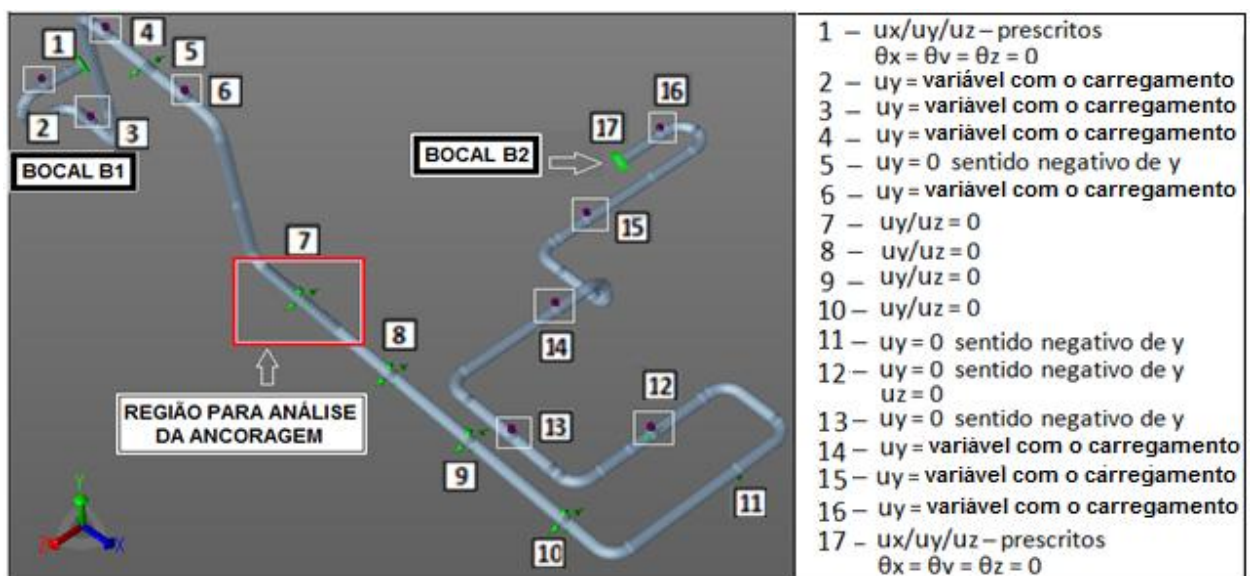 1
4
5
6
2
3
BOCAL B1
16
17
BOCAL B2
15
7
14
8
12
REGIÃO PARA ANÁLISE
DA ANCORAGEM
13
9
11
10
Y
Z
X
1 – ux/uy/uz – prescritos
θx = θv = θz = 0
2 – uy = variável com o carregamento
3 – uy = variável com o carregamento
4 – uy = variável com o carregamento
5 – uy = 0 sentido negativo de y
6 – uy = variável com o carregamento
7 – uy/uz = 0
8 – uy/uz = 0
9 – uy/uz = 0
10 – uy/uz = 0
11 – uy = 0 sentido negativo de y
12 – uy = 0 sentido negativo de y
uz = 0
13 – uy = 0 sentido negativo de y
14 – uy = variável com o carregamento
15 – uy = variável com o carregamento
16 – uy = variável com o carregamento
17 – ux/uy/uz – prescritos
θx = θv = θz = 0